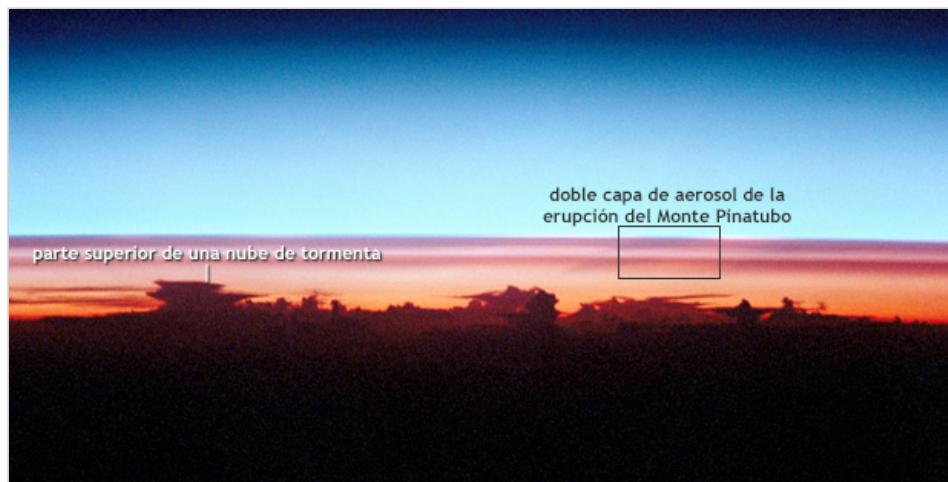 doble capa de aerosol de la
erupción del Monte Pinatubo
parte superior de una nube de tormenta